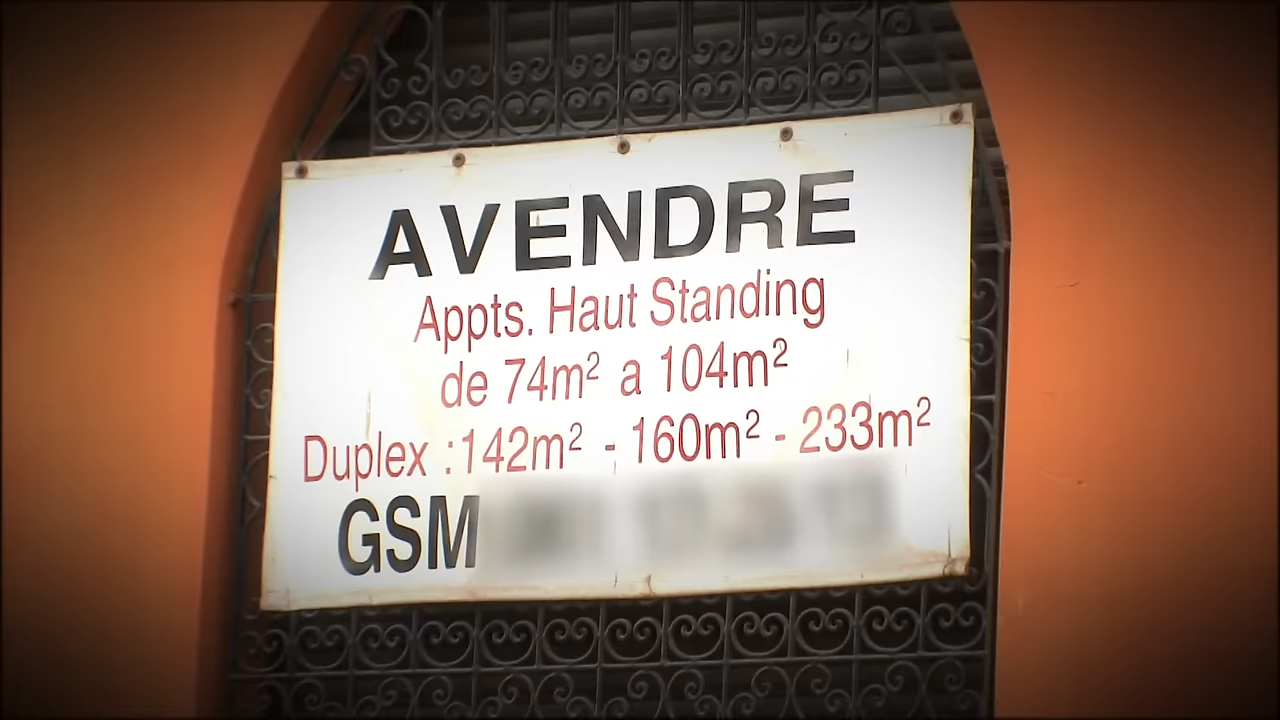 A VENDRE
Appts. Haut Standing
de 74m² a 104m²
Duplex :142m² - 160m² - 233m²
GSM